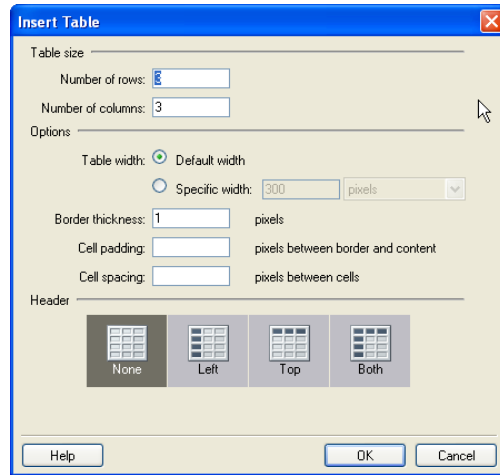 Insert Table
Table size
Number of rows: 3
Number of columns: 3
Options
Table width: Default width
Specific width: 300 pixels
Border thickness: 1 pixels
Cell padding: pixels between border and content
Cell spacing: pixels between cells
Header
None Left Top Both
Help OK Cancel